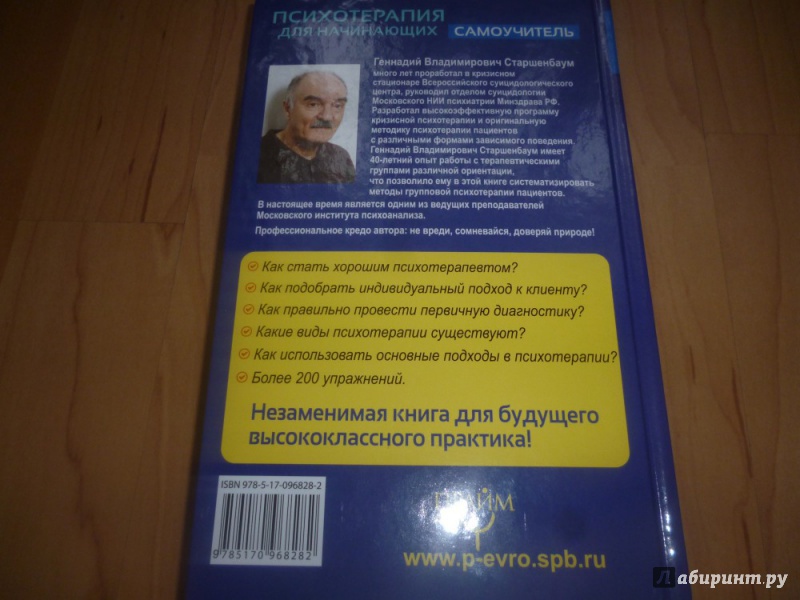 ПСИХОТЕРАПИЯ
ДЛЯ НАЧИНАЮЩИХ САМОУЧИТЕЛЬ
Геннадий Владимирович Старшенбаум
много лет проработал в кризисном
стационаре Всероссийского суицидологического
центра, руководил отделом суицидологии
Московского НИИ психиатрии Минздрава РФ.
Разработал высокоэффективную программу
кризисной психотерапии и оригинальную
методику психотерапии пациентов
с различными формами зависимого поведения.
Геннадий Владимирович Старшенбаум имеет
40-летний опыт работы с терапевтическими
группами различной ориентации,
что позволило ему в этой книге систематизировать
методы групповой психотерапии пациентов.
В настоящее время является одним из ведущих преподавателей
Московского института психоанализа.
Профессиональное кредо автора: не вреди, сомневайся, доверяй природе!
Как стать хорошим психотерапевтом?
Как подобрать индивидуальный подход к клиенту?
Как правильно провести первичную диагностику?
Какие виды психотерапии существуют?
Как использовать основные подходы в психотерапии?
Более 200 упражнений.
Незаменимая книга для будущего
высококлассного практика!
ISBN 978-5-17-096828-2
9785170968282
ПРАЙМ
www.p-evro.spb.ru
Лабиринт.ру